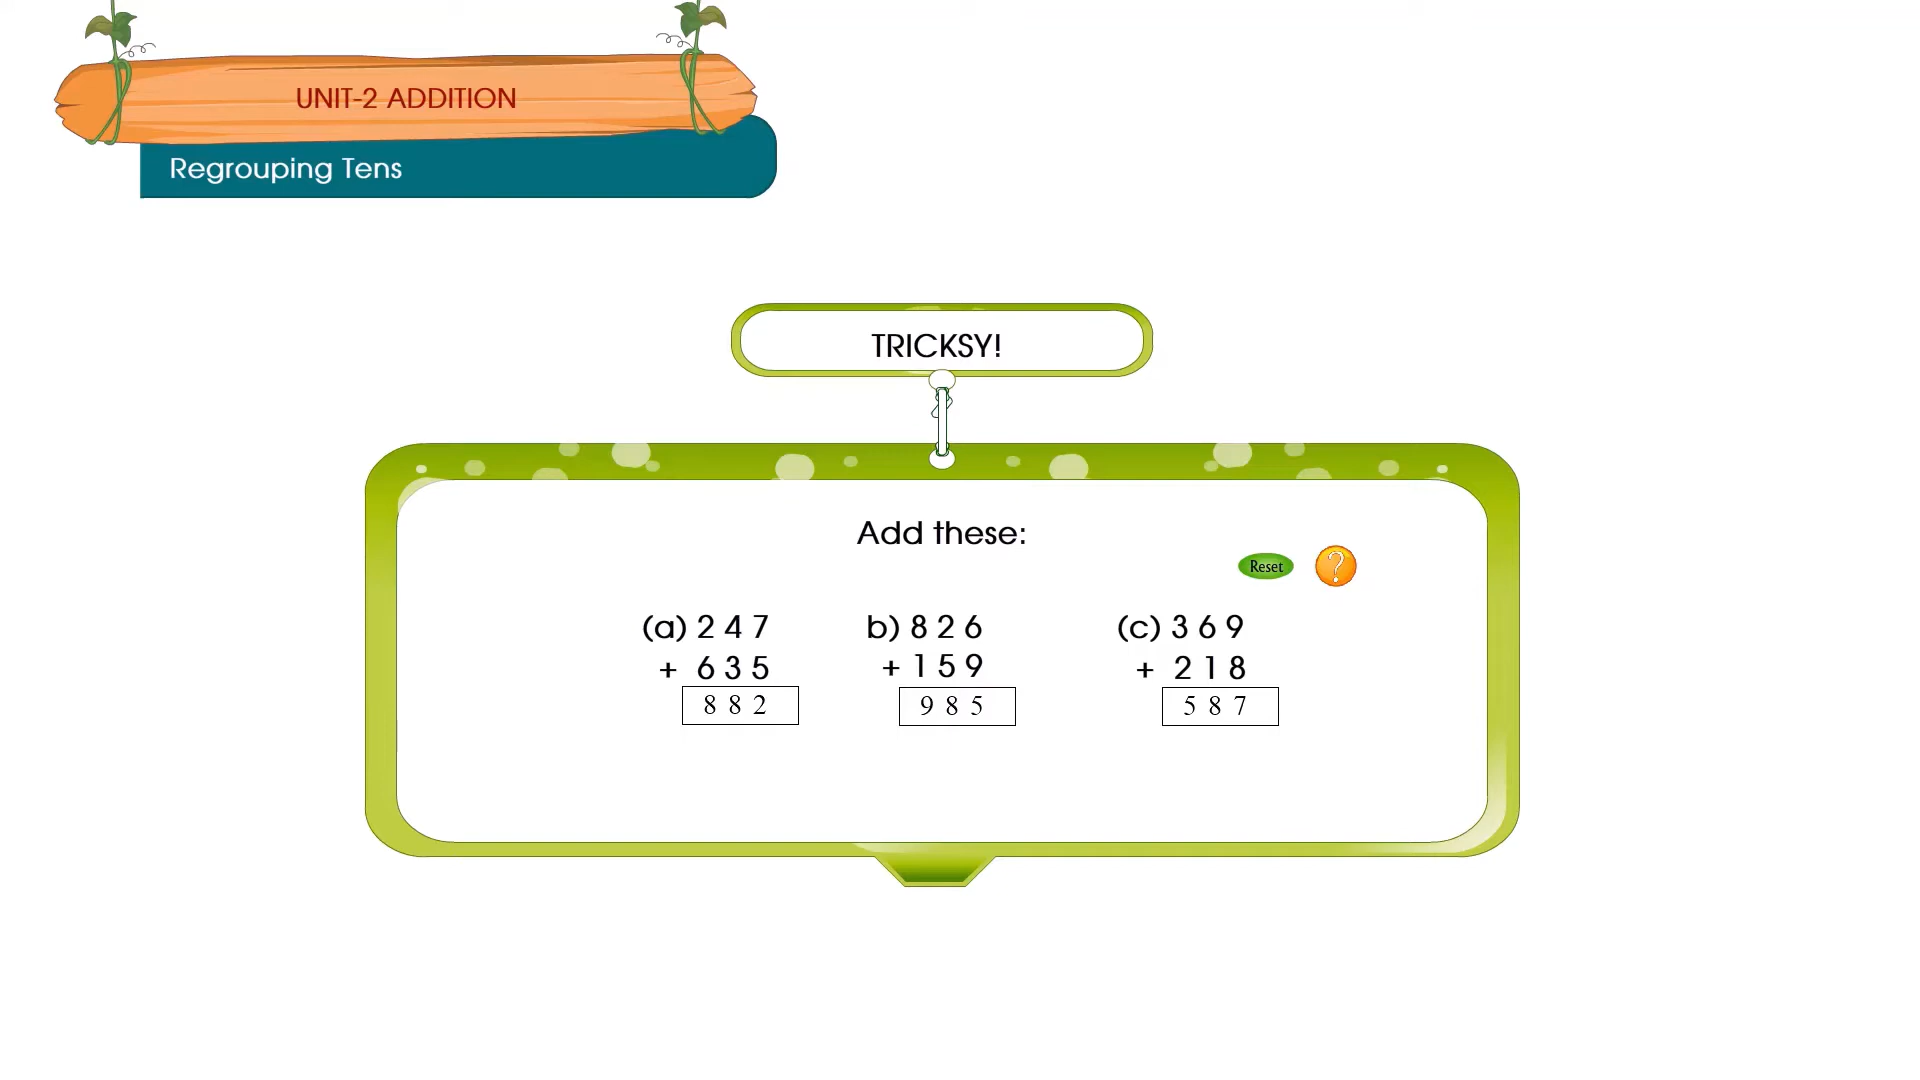 UNIT-2 ADDITION
Regrouping Tens
TRICKSY!
Add these:
Reset ?
(a) 2 4 7 b) 8 2 6 (c) 3 6 9
+ 6 3 5 + 1 5 9 + 2 1 8
8 8 2 9 8 5 5 8 7